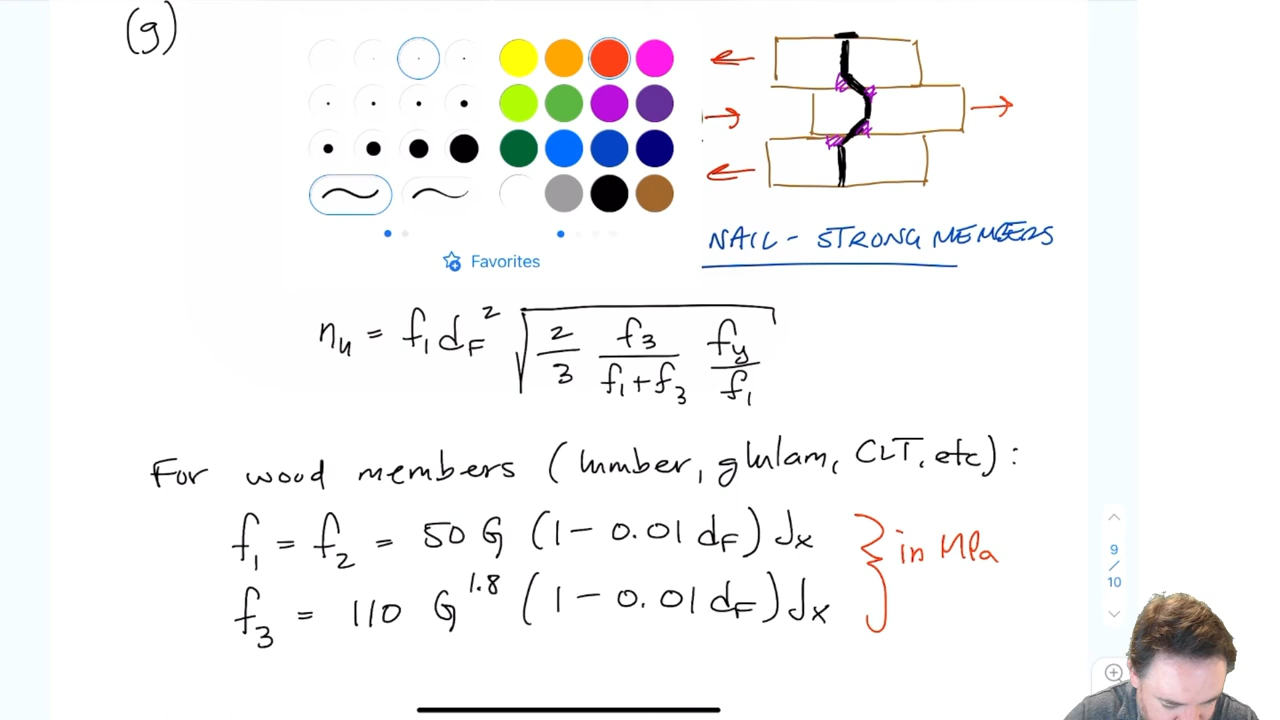 (g)
Favorites
NAIL - STRONG MEMBERS
n_u = f_1 d_F^2 √(2/3 f_3/(f_1+f_3) f_y/f_1)
For wood members (lumber, glulam, CLT, etc):
f_1 = f_2 = 50 G (1 - 0.01 d_F) J_x
f_3 = 110 G^1.8 (1 - 0.01 d_F) J_x
} in MPa
9
/
10